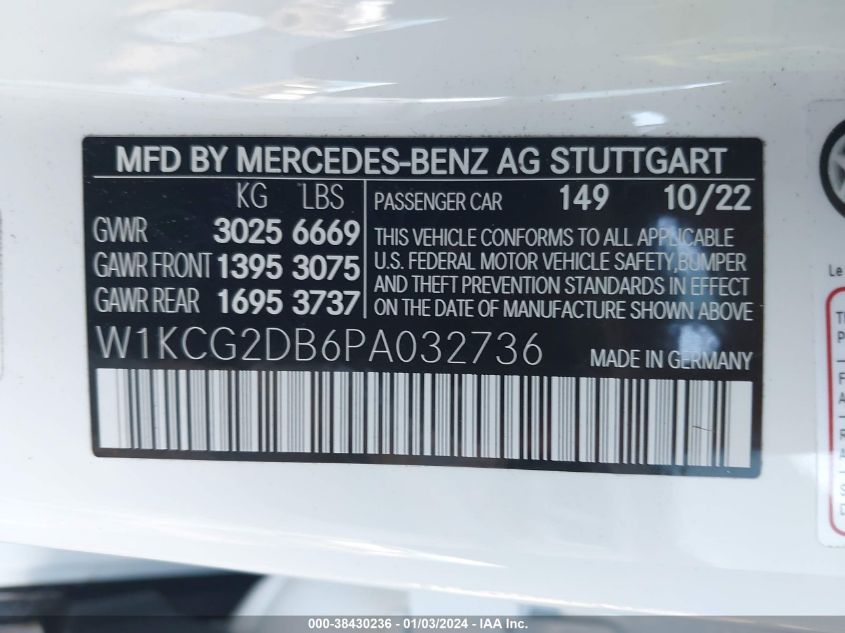 MFD BY MERCEDES-BENZ AG STUTTGART
KG LBS
GVWR 3025 6669
GAWR FRONT 1395 3075
GAWR REAR 1695 3737
PASSENGER CAR 149 10/22
THIS VEHICLE CONFORMS TO ALL APPLICABLE
U.S. FEDERAL MOTOR VEHICLE SAFETY, BUMPER
AND THEFT PREVENTION STANDARDS IN EFFECT
ON THE DATE OF MANUFACTURE SHOWN ABOVE
W1KCG2DB6PA032736 MADE IN GERMANY
Le
000-38430236 - 01/03/2024 - IAA Inc.